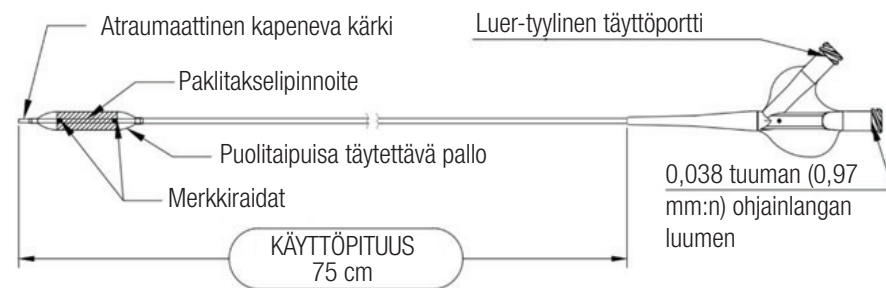 Atraumaattinen kapeneva kärki
Luer-tyylinen täyttöportti
Paklitakselipinnoite
Puolitaipuisa täytettävä pallo
Merkkiraidat
0,038 tuuman (0,97
mm:n) ohjainlangan
luumen
KÄYTTÖPITUUS
75 cm